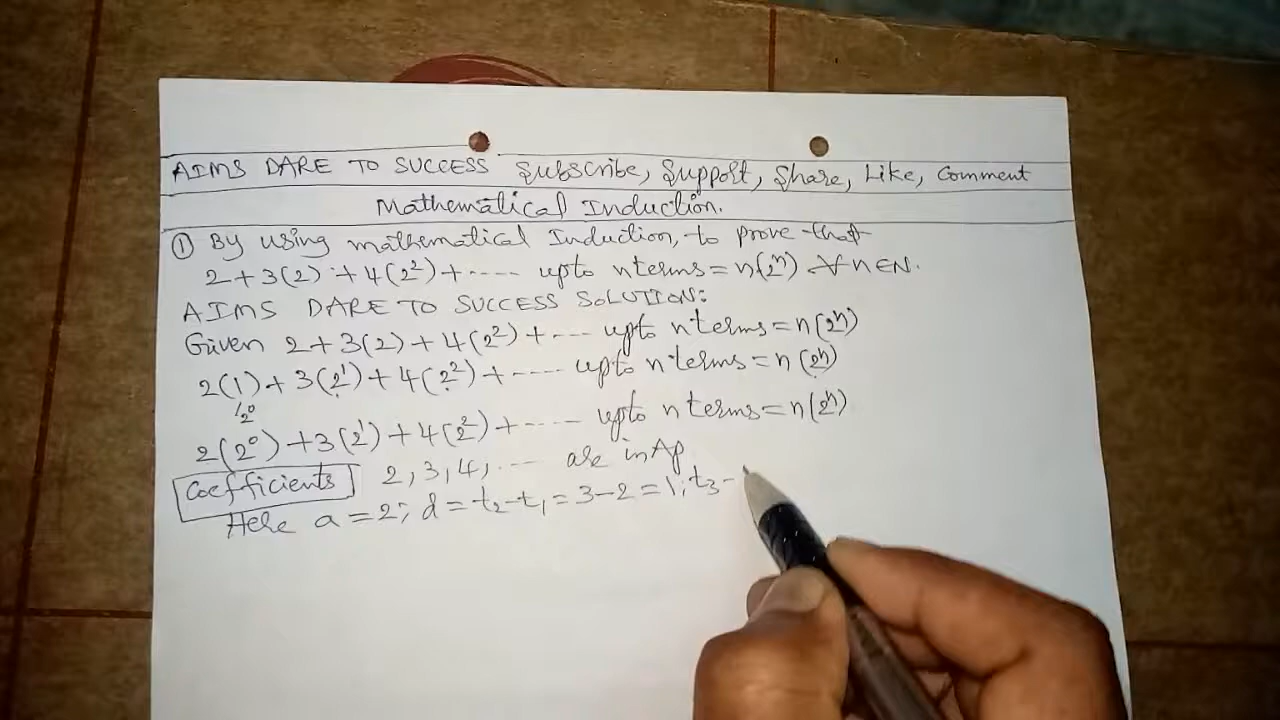 AIMS DARE TO SUCCESS Subscribe, Support, Share, Like, Comment
Mathematical Induction.
① By using mathematical Induction, to prove that
2+3(2)+4(2²)+---- upto n terms=n(2ⁿ) ∀n∈N.
AIMS DARE TO SUCCESS SOLUTION:
Given 2+3(2)+4(2²)+--- upto n terms=n(2ⁿ)
2(1)+3(2¹)+4(2²)+---- upto n terms=n(2ⁿ)
2⁰
2(2⁰)+3(2¹)+4(2²)+---- upto n terms=n(2ⁿ)
Coefficients 2,3,4,--- are in Ap
Here a=2; d=t₂-t₁=3-2=1; t₃-